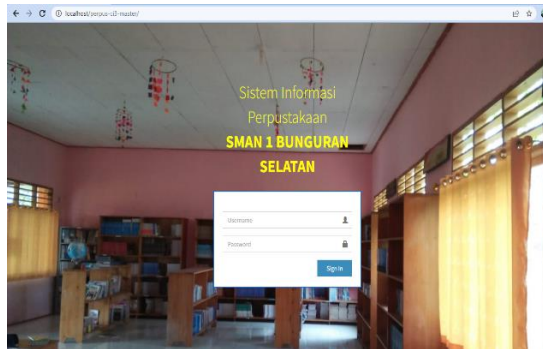 localhost/perpus-ci3-master/
Sistem Informasi
Perpustakaan
SMAN 1 BUNGURAN
SELATAN
Username
Password
Sign In